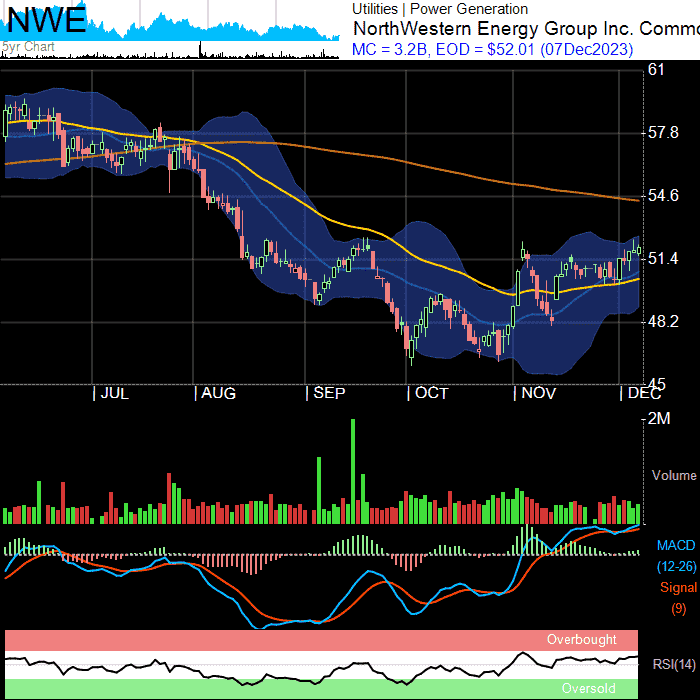 NWE
5yr Chart
Utilities | Power Generation
NorthWestern Energy Group Inc. Commo
MC = 3.2B, EOD = $52.01 (07Dec2023)
61
57.8
54.6
51.4
48.2
45
JUL AUG SEP OCT NOV DEC
2M
Volume
MACD
(12-26)
Signal
(9)
Overbought
RSI(14)
Oversold